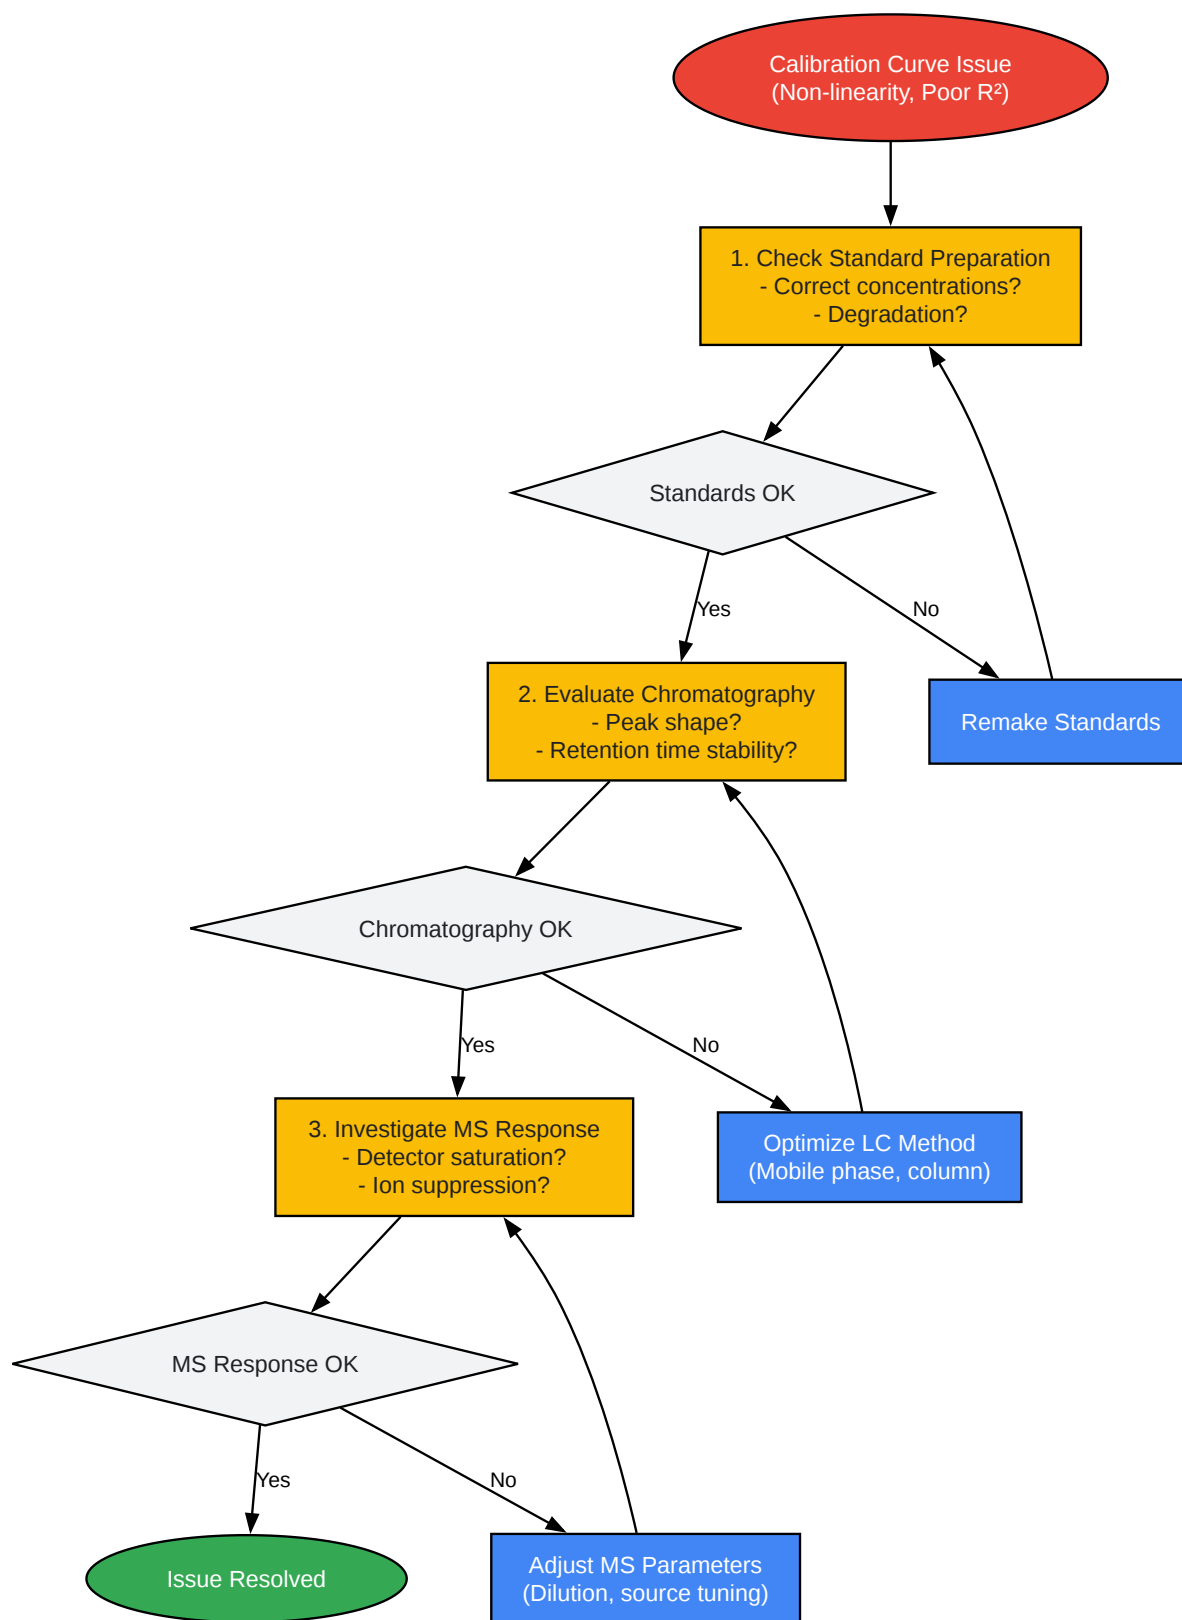 Calibration Curve Issue
(Non-linearity, Poor R²)
1. Check Standard Preparation
- Correct concentrations?
- Degradation?
Standards OK
Yes
No
2. Evaluate Chromatography
- Peak shape?
- Retention time stability?
Remake Standards
Chromatography OK
Yes
No
3. Investigate MS Response
- Detector saturation?
- Ion suppression?
Optimize LC Method
(Mobile phase, column)
MS Response OK
Yes
No
Issue Resolved
Adjust MS Parameters
(Dilution, source tuning)